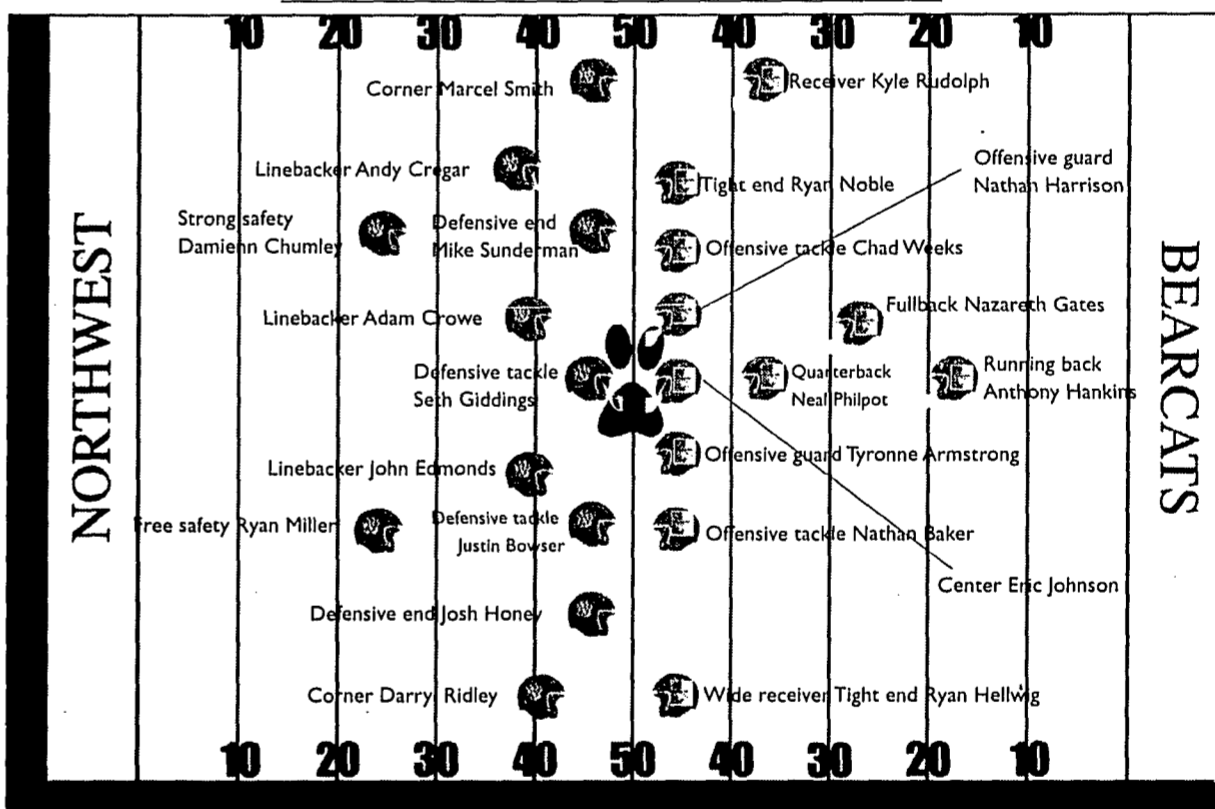 10 20 30 40 50 40 30 20 10
Corner Marcel Smith
Receiver Kyle Rudolph
Linebacker Andy Cregar
Tight end Ryan Noble
Offensive guard
Nathan Harrison
Strong safety
Damienn Chumley
Defensive end
Mike Sunderman
Offensive tackle Chad Weeks
Linebacker Adam Crowe
Fullback Nazareth Gates
Defensive tackle
Seth Giddings
Quarterback
Neal Philpot
Running back
Anthony Hankins
Linebacker John Edmonds
Offensive guard Tyronne Armstrong
Free safety Ryan Miller
Defensive tackle
Justin Bowser
Offensive tackle Nathan Baker
Center Eric Johnson
Defensive end Josh Honey
Corner Darryl Ridley
Wide receiver Tight end Ryan Hellwig
10 20 30 40 50 40 30 20 10
NORTHWEST
BEARCATS